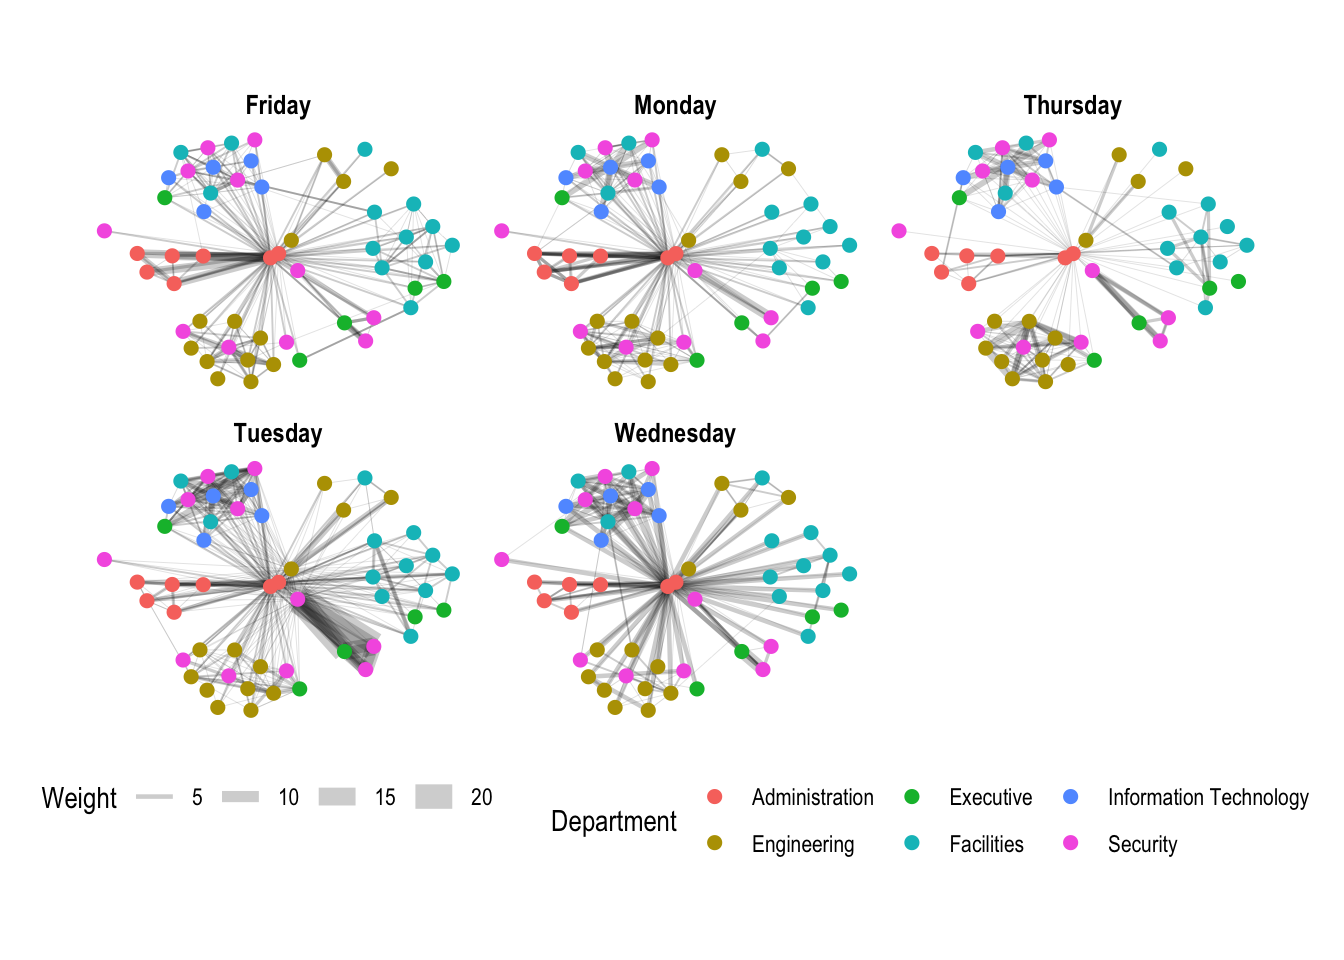 Friday
Monday
Thursday
Tuesday
Wednesday
Weight 5 10 15 20
Department
Administration Executive Information Technology
Engineering Facilities Security